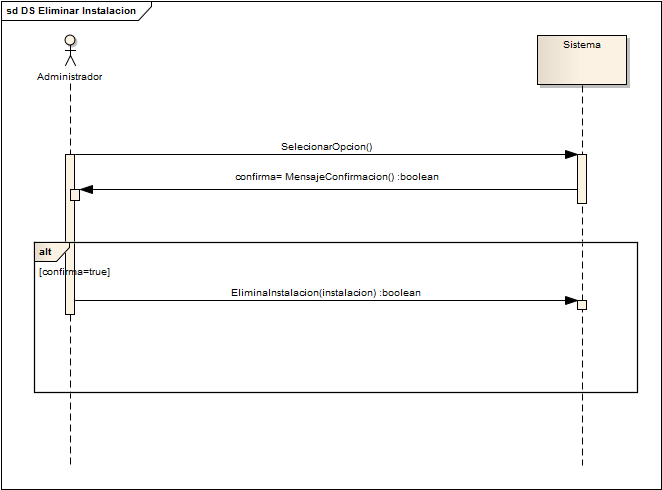 sd DS Eliminar Instalacion
Administrador
Sistema
SelecionarOpcion()
confirma= MensajeConfirmacion() :boolean
alt
[confirma=true]
EliminaInstalacion(instalacion) :boolean